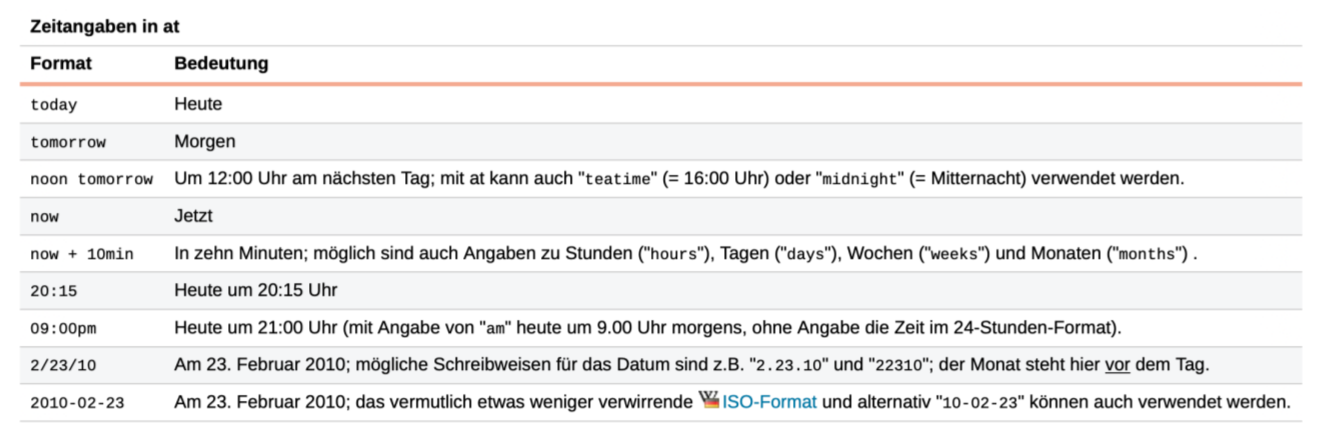 Zeitangaben in at
Format Bedeutung
today Heute
tomorrow Morgen
noon tomorrow Um 12:00 Uhr am nächsten Tag; mit at kann auch "teatime" (= 16:00 Uhr) oder "midnight" (= Mitternacht) verwendet werden.
now Jetzt
now + 10min In zehn Minuten; möglich sind auch Angaben zu Stunden ("hours"), Tagen ("days"), Wochen ("weeks") und Monaten ("months") .
20:15 Heute um 20:15 Uhr
09:00pm Heute um 21:00 Uhr (mit Angabe von "am" heute um 9.00 Uhr morgens, ohne Angabe die Zeit im 24-Stunden-Format).
2/23/10 Am 23. Februar 2010; mögliche Schreibweisen für das Datum sind z.B. "2.23.10" und "22310"; der Monat steht hier vor dem Tag.
2010-02-23 Am 23. Februar 2010; das vermutlich etwas weniger verwirrende ISO-Format und alternativ "10-02-23" können auch verwendet werden.